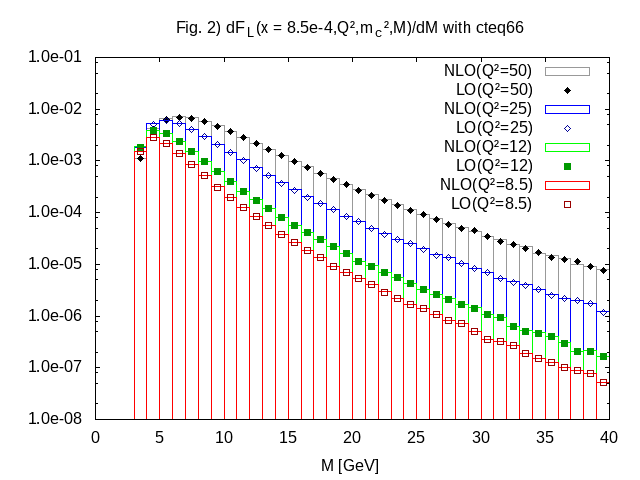 Fig. 2) dF_L(x = 8.5e-4,Q²,m_c²,M)/dM with cteq66
1.0e-01
1.0e-02
1.0e-03
1.0e-04
1.0e-05
1.0e-06
1.0e-07
1.0e-08
NLO(Q²=50)
LO(Q²=50)
NLO(Q²=25)
LO(Q²=25)
NLO(Q²=12)
LO(Q²=12)
NLO(Q²=8.5)
LO(Q²=8.5)
0 5 10 15 20 25 30 35 40
M [GeV]